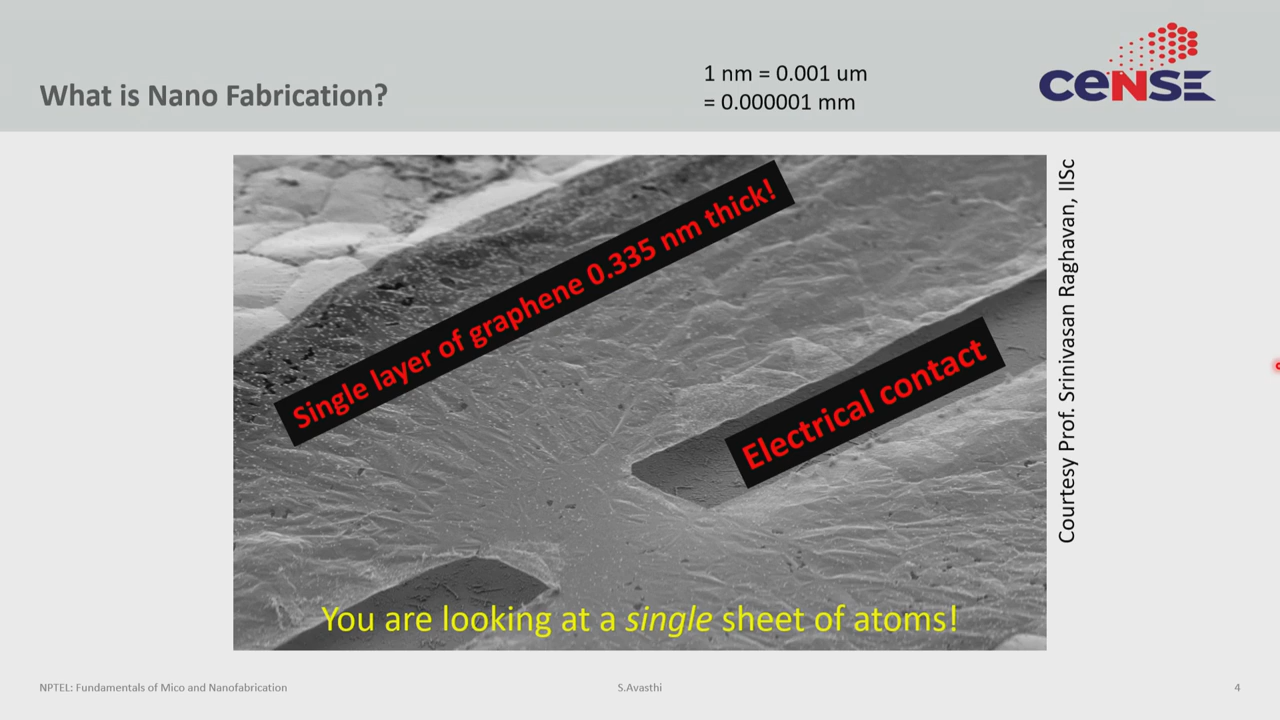 What is Nano Fabrication?
1 nm = 0.001 um
= 0.000001 mm
ceNSE
Single layer of graphene 0.335 nm thick!
Electrical contact
You are looking at a single sheet of atoms!
Courtesy Prof. Srinivasan Raghavan, IISc
NPTEL: Fundamentals of Mico and Nanofabrication
S.Avasthi
4